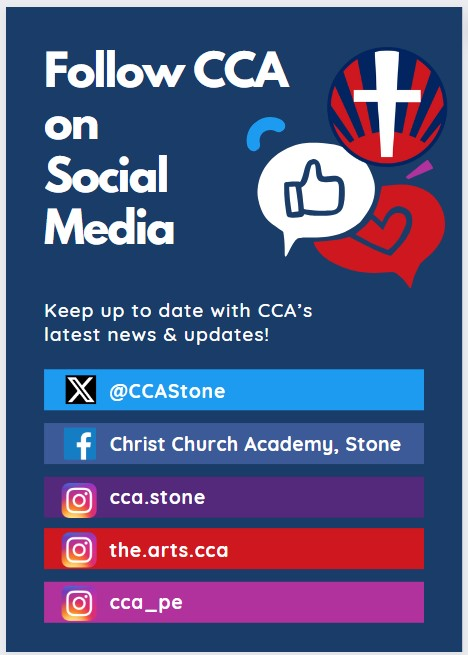 Follow CCA
on
Social
Media
Keep up to date with CCA's
latest news & updates!
@CCAStone
Christ Church Academy, Stone
cca.stone
the.arts.cca
cca_pe